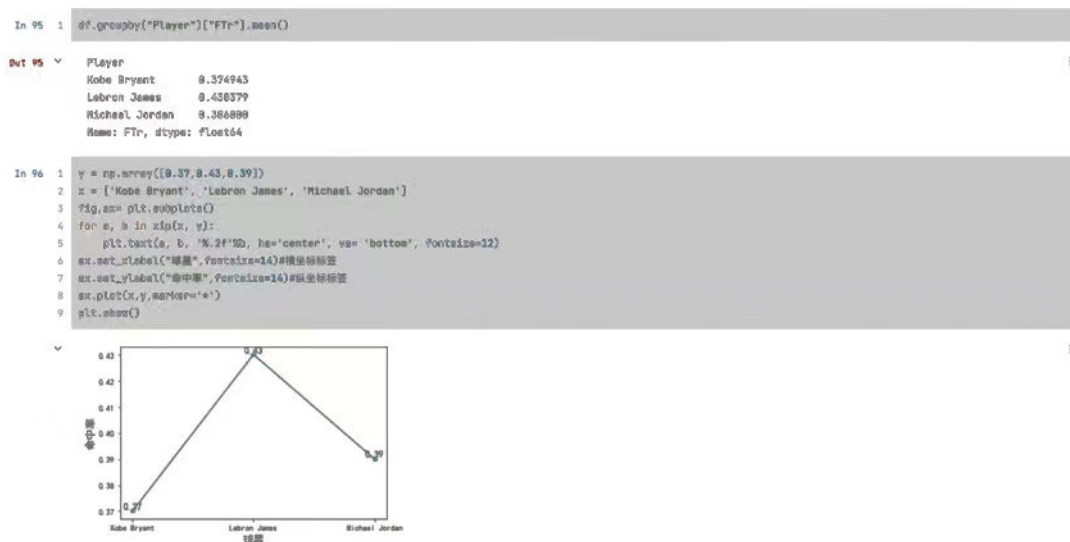 In 95 1 df.groupby("Player")["FTr"].mean()
Out 95 Player
Kobe Bryant 0.374943
Lebron James 0.430379
Michael Jordan 0.386800
Name: FTr, dtype: float64
In 96 1 y = np.array([0.37,0.43,0.39])
2 x = ['Kobe Bryant', 'Lebron James', 'Michael Jordan']
3 fig,ax= plt.subplots()
4 for a, b in zip(x, y):
5 plt.text(a, b, '%.2f'%b, ha='center', va= 'bottom', fontsize=12)
6 ax.set_xlabel("球星",fontsize=14)#横坐标标签
7 ax.set_ylabel("命中率",fontsize=14)#纵坐标标签
8 ax.plot(x,y,marker='*')
9 plt.show()
0.43
0.43
0.42
0.41
命中率
0.40
0.39
0.39
0.38
0.37
0.37
Kobe Bryant Lebron James Michael Jordan
球星